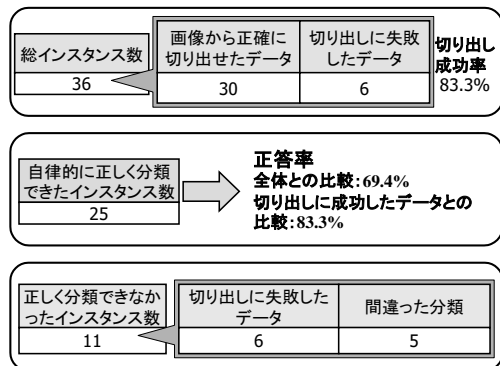 総インスタンス数
36
画像から正確に
切り出せたデータ
30
切り出しに失敗
したデータ
6
切り出し
成功率
83.3%
自律的に正しく分類
できたインスタンス数
25
正答率
全体との比較:69.4%
切り出しに成功したデータとの
比較:83.3%
正しく分類できなか
ったインスタンス数
11
切り出しに失敗した
データ
6
間違った分類
5